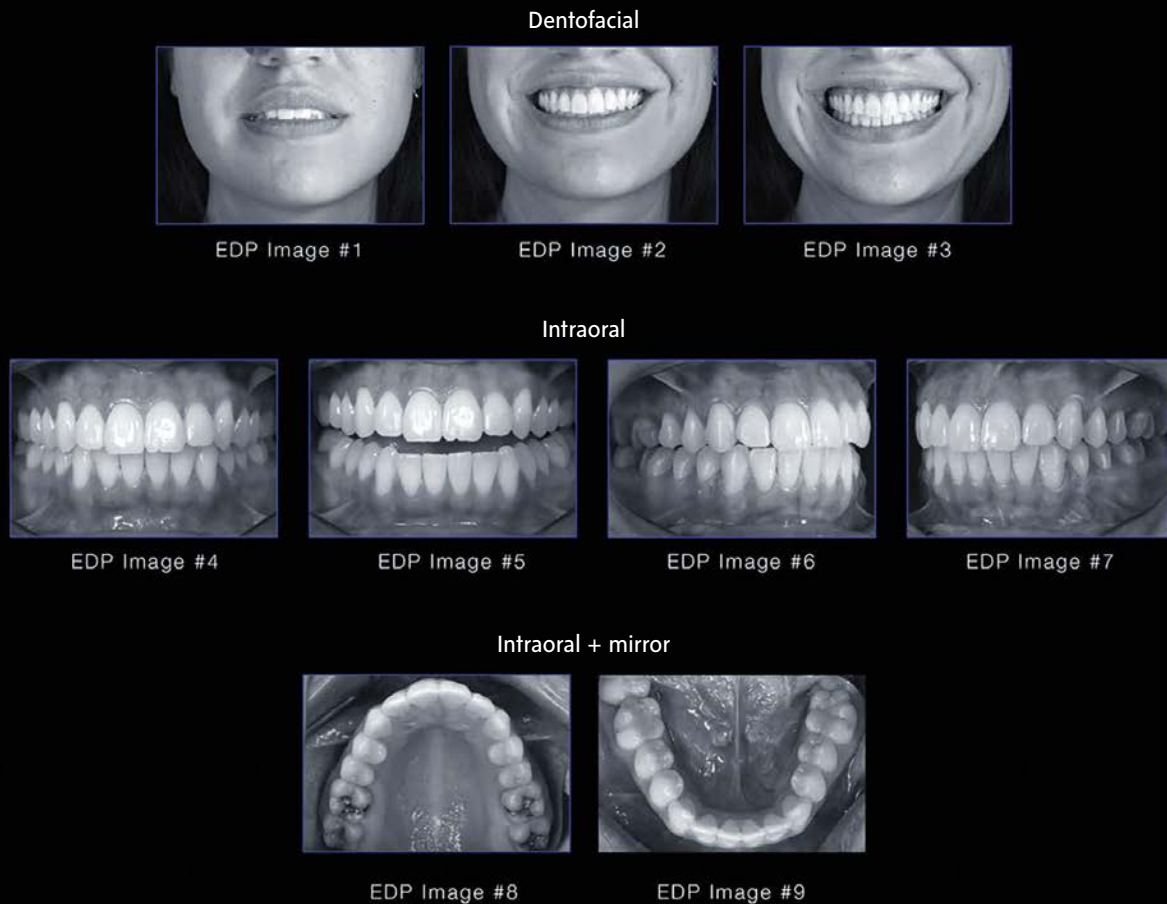 Dentofacial
EDP Image #1
EDP Image #2
EDP Image #3
Intraoral
EDP Image #4
EDP Image #5
EDP Image #6
EDP Image #7
Intraoral + mirror
EDP Image #8
EDP Image #9